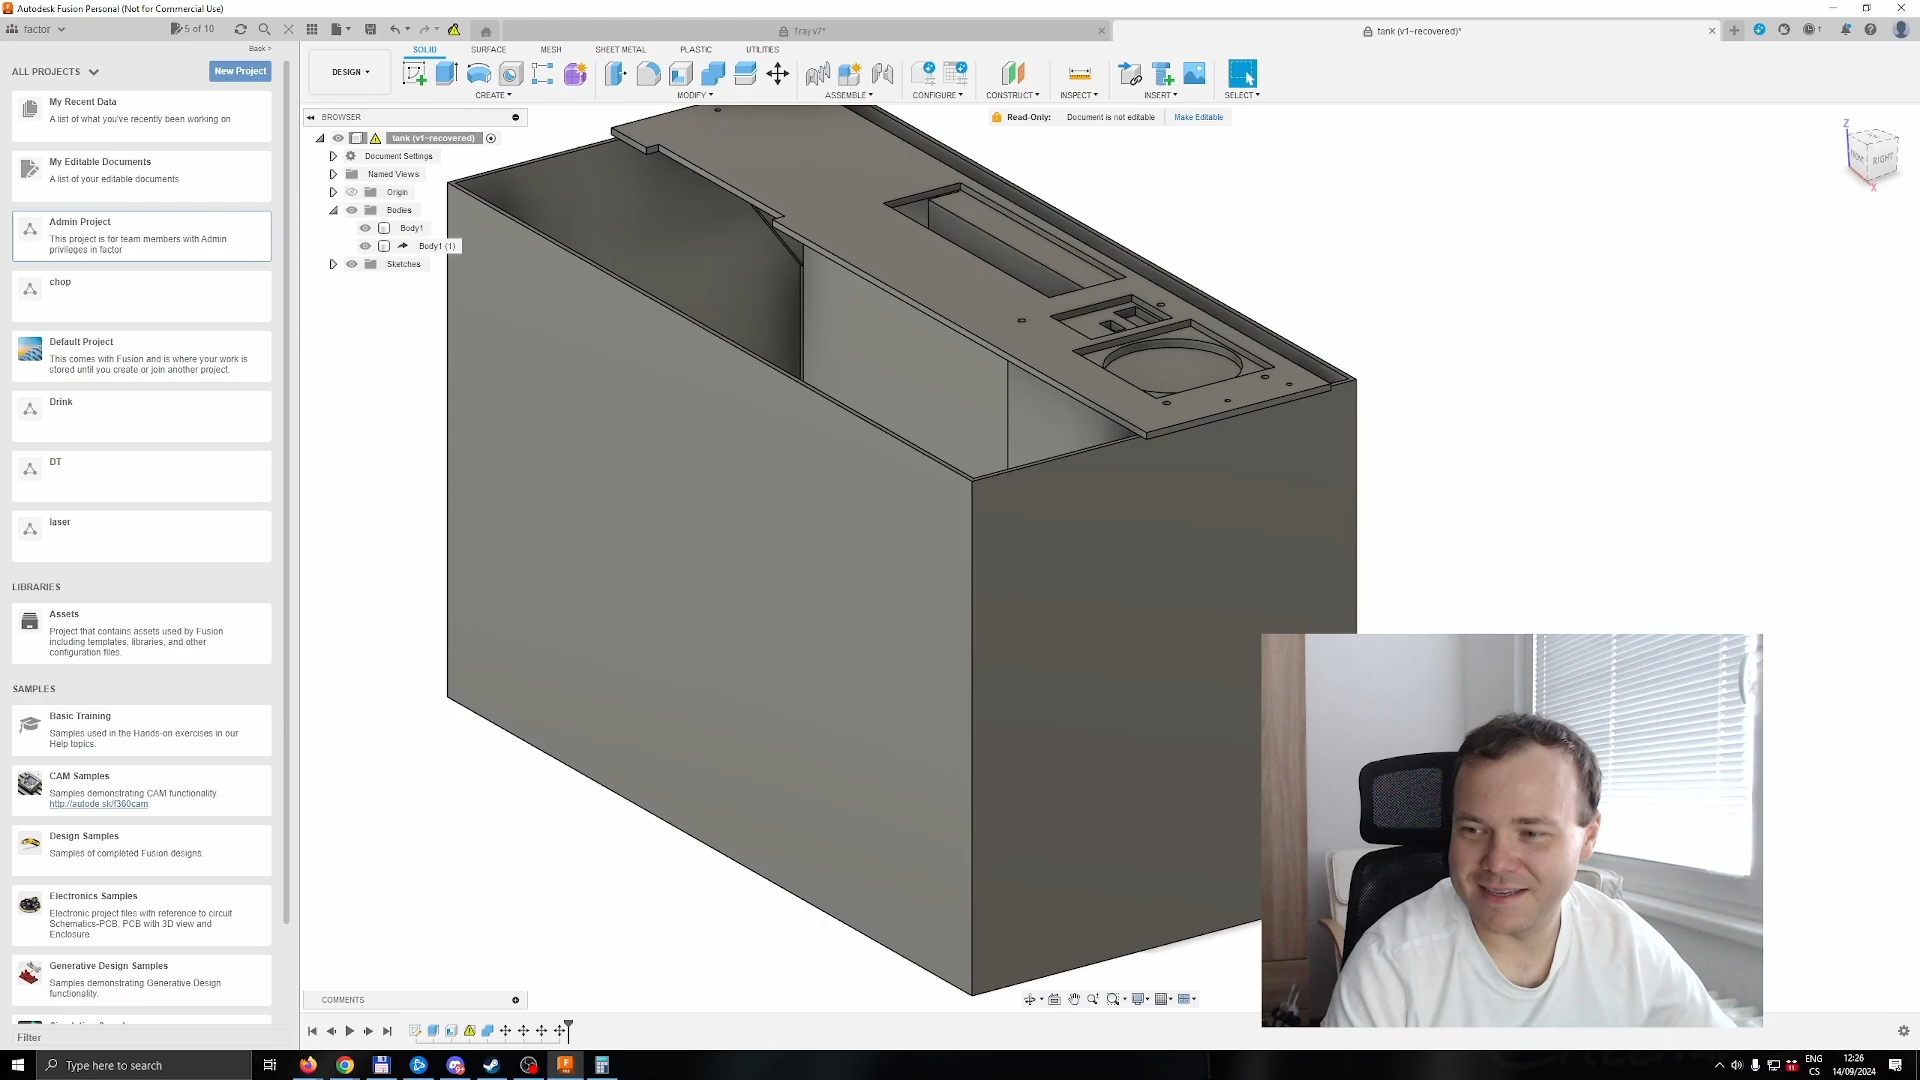 Autodesk Fusion Personal (Not for Commercial Use)
factor
5 of 10
Tray v7*
tank (v1~recovered)*
1
Back >
ALL PROJECTS
New Project
My Recent Data
A list of what you've recently been working on
My Editable Documents
A list of your editable documents
Admin Project
This project is for team members with Admin
privileges in factor
chop
Default Project
This comes with Fusion and is where your work is
stored until you create or join another project.
Drink
DT
laser
LIBRARIES
Assets
Project that contains assets used by Fusion
including templates, libraries, and other
configuration files.
SAMPLES
Basic Training
Samples used in the Hands-on exercises in our
Help topics.
CAM Samples
Samples demonstrating CAM functionality.
http://autode.sk/f360cam
Design Samples
Samples of completed Fusion designs.
Electronics Samples
Electronic project files with reference to circuit
Schematics-PCB, PCB with 3D view and
Enclosure.
Generative Design Samples
Samples demonstrating Generative Design
functionality.
Filter
DESIGN
SOLID
SURFACE
MESH
SHEET METAL
PLASTIC
UTILITIES
CREATE
MODIFY
ASSEMBLE
CONFIGURE
CONSTRUCT
INSPECT
INSERT
SELECT
BROWSER
tank (v1~recovered)
Document Settings
Named Views
Origin
Bodies
Body1
Body1 (1)
Sketches
Read-Only:
Document is not editable
Make Editable
Z
FRONT
RIGHT
X
COMMENTS
Type here to search
ENG
CS
12:26
14/09/2024